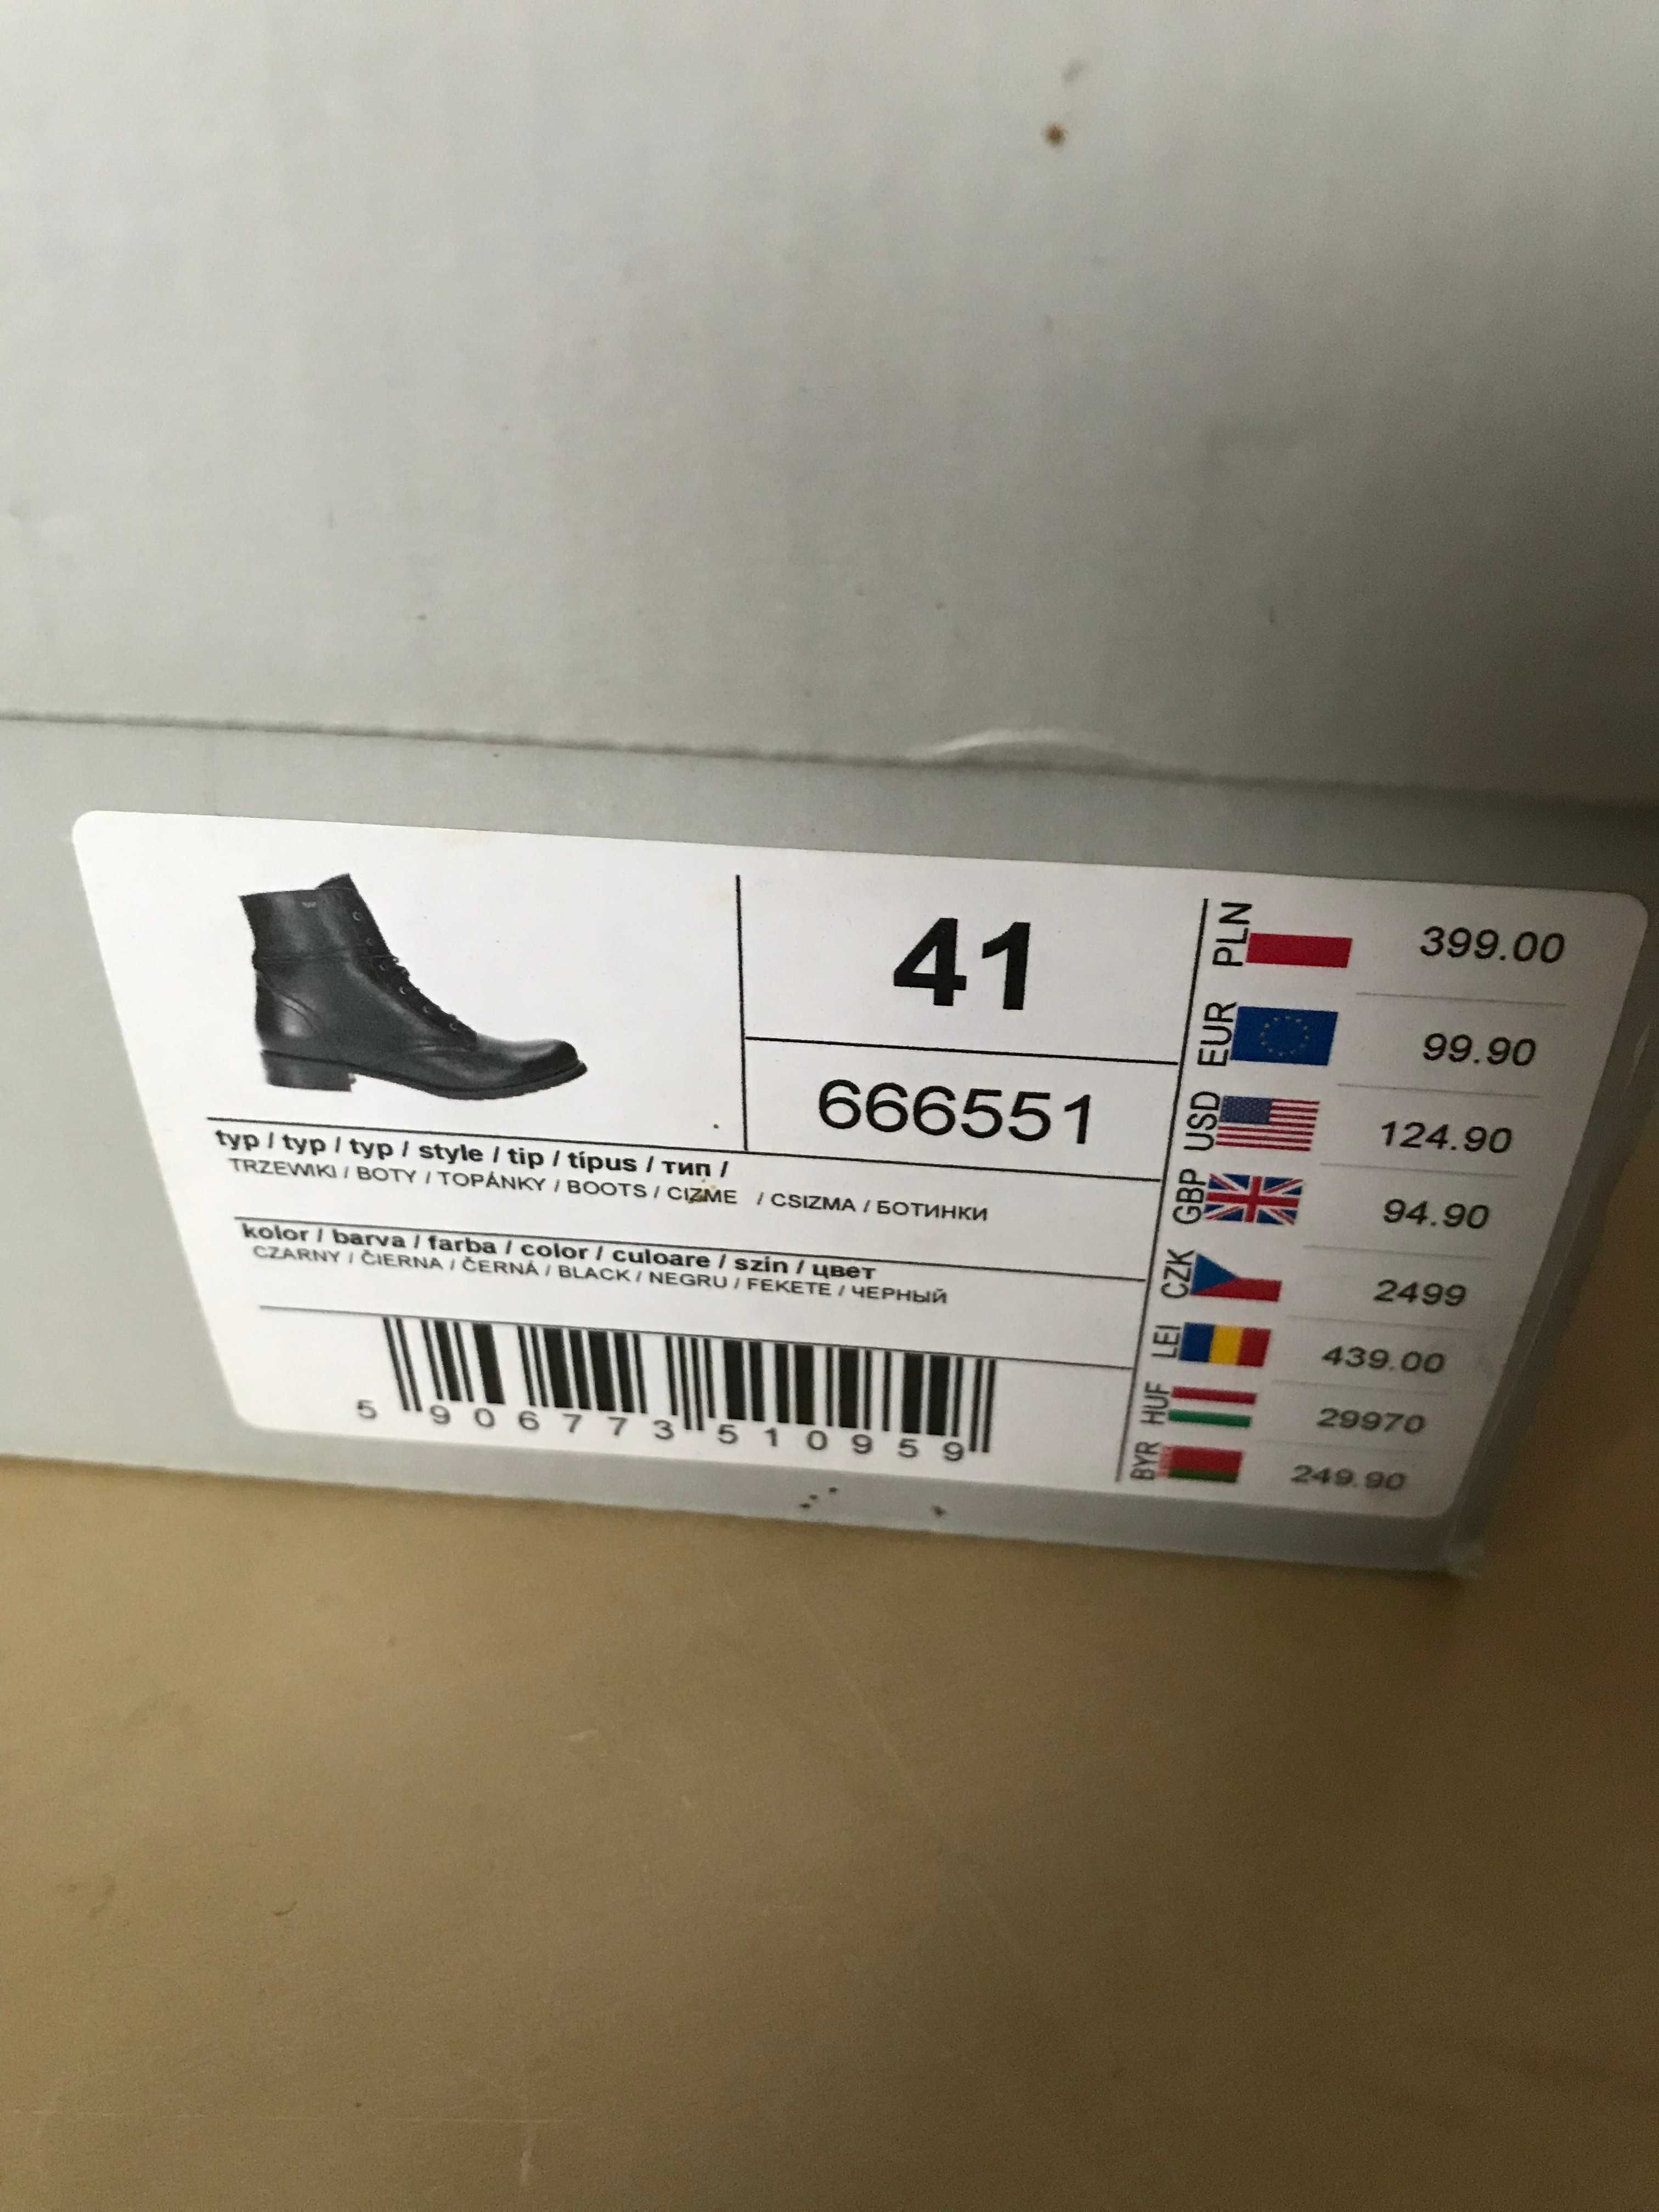 41
666551
typ / typ / typ / style / tip / típus / тип /
TRZEWIKI / BOTY / TOPÁNKY / BOOTS / CIZME / CSIZMA / БОТИНКИ
kolor / barva / farba / color / culoare / szín / цвет
CZARNY / ČIERNA / ČERNÁ / BLACK / NEGRU / FEKETE / ЧЕРНЫЙ
5 906773 510959
PLN 399.00
EUR 99.90
USD 124.90
GBP 94.90
CZK 2499
LEI 439.00
HUF 29970
BYR 249.90